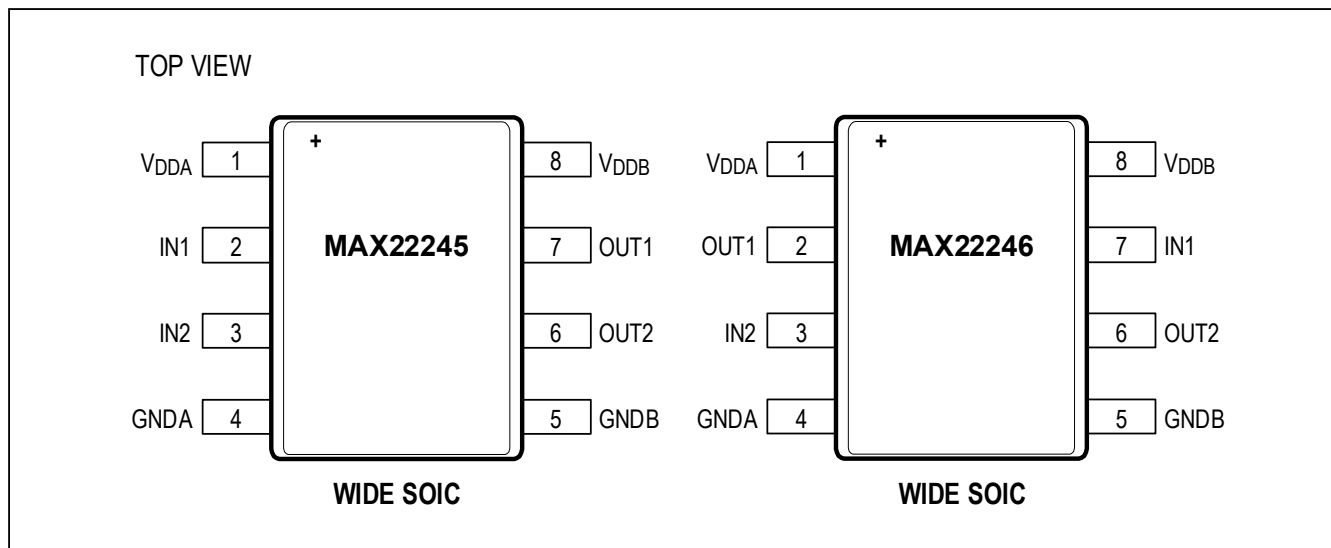 TOP VIEW
VDDA 1 + 8 VDDB
IN1 2 MAX22245 7 OUT1
IN2 3 6 OUT2
GNDA 4 5 GNDB
WIDE SOIC
VDDA 1 + 8 VDDB
OUT1 2 MAX22246 7 IN1
IN2 3 6 OUT2
GNDA 4 5 GNDB
WIDE SOIC